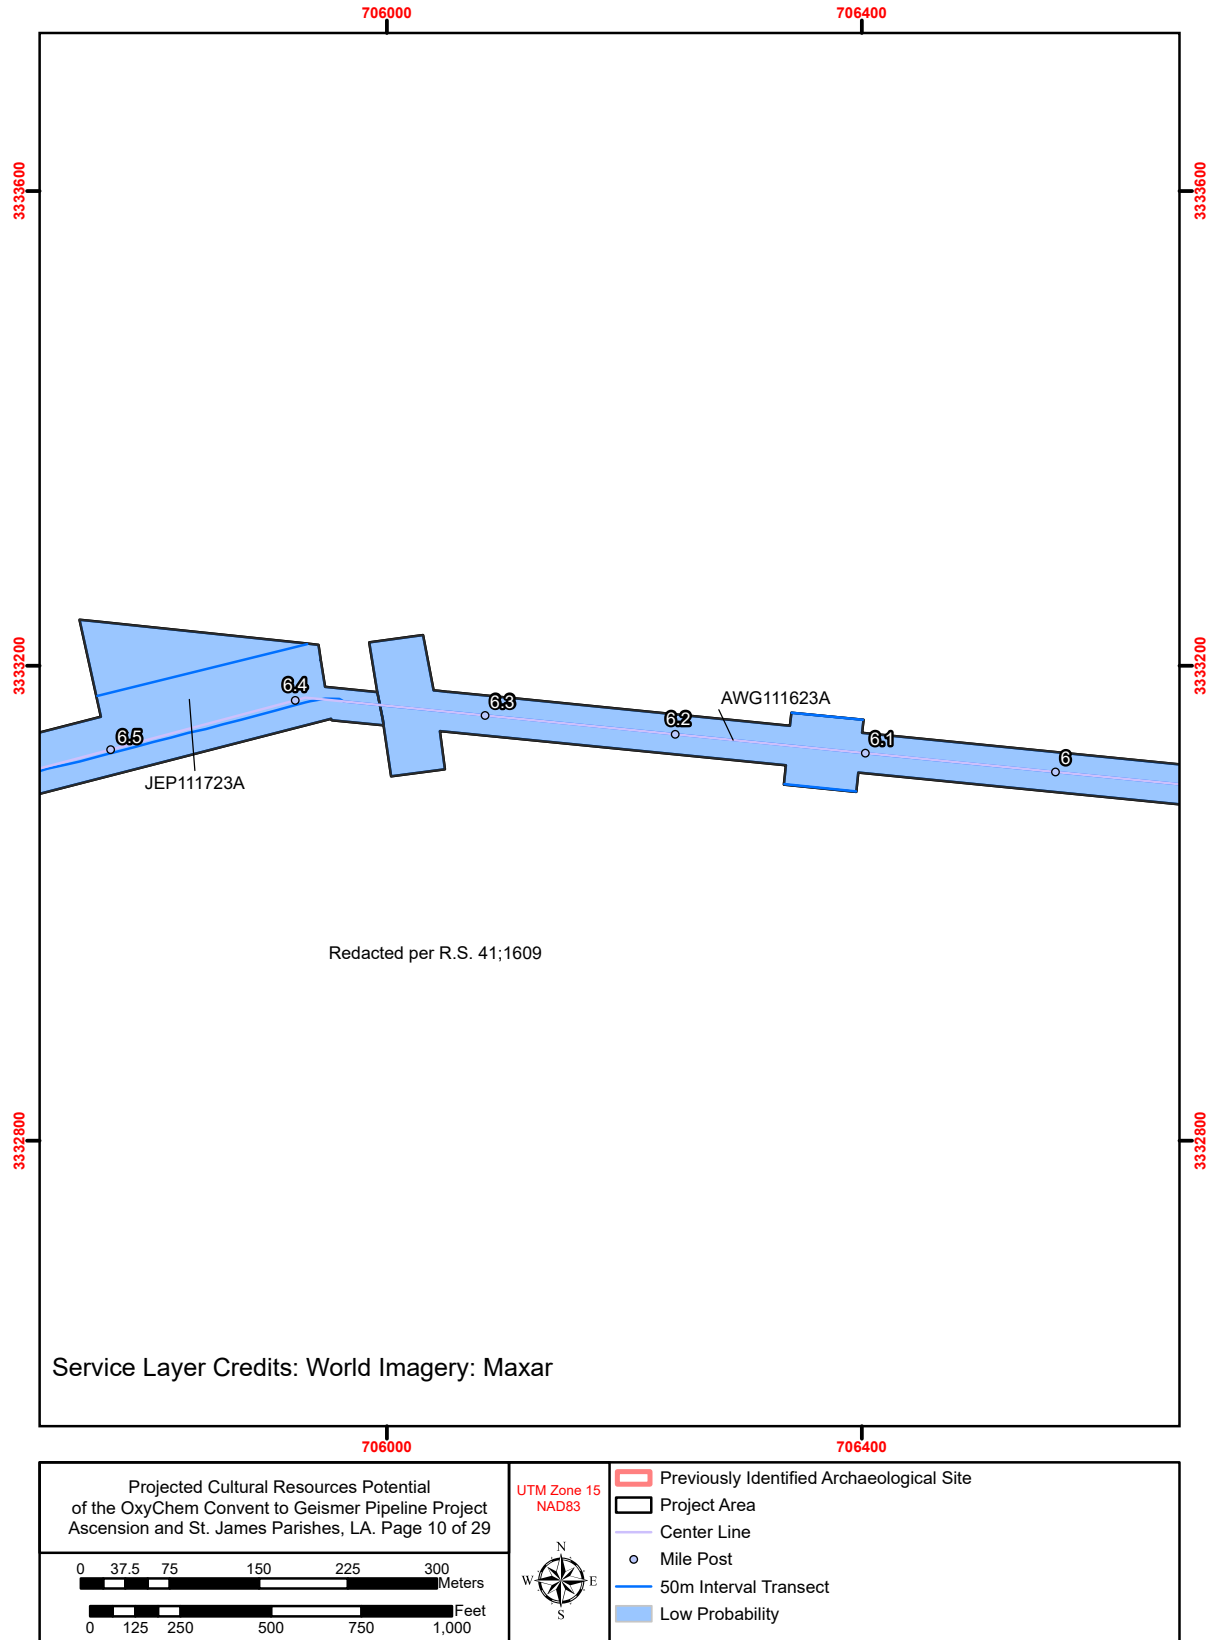 706000
706400
3333600
3333600
3333200
3333200
6.4
6.3
AWG111623A
6.2
6.5
6.1
6
JEP111723A
Redacted per R.S. 41;1609
3332800
3332800
Service Layer Credits: World Imagery: Maxar
706000
706400
Projected Cultural Resources Potential
of the OxyChem Convent to Geismer Pipeline Project
Ascension and St. James Parishes, LA. Page 10 of 29
0 37.5 75 150 225 300
Meters
Feet
0 125 250 500 750 1,000
UTM Zone 15
NAD83
N
W E
S
Previously Identified Archaeological Site
Project Area
Center Line
Mile Post
50m Interval Transect
Low Probability